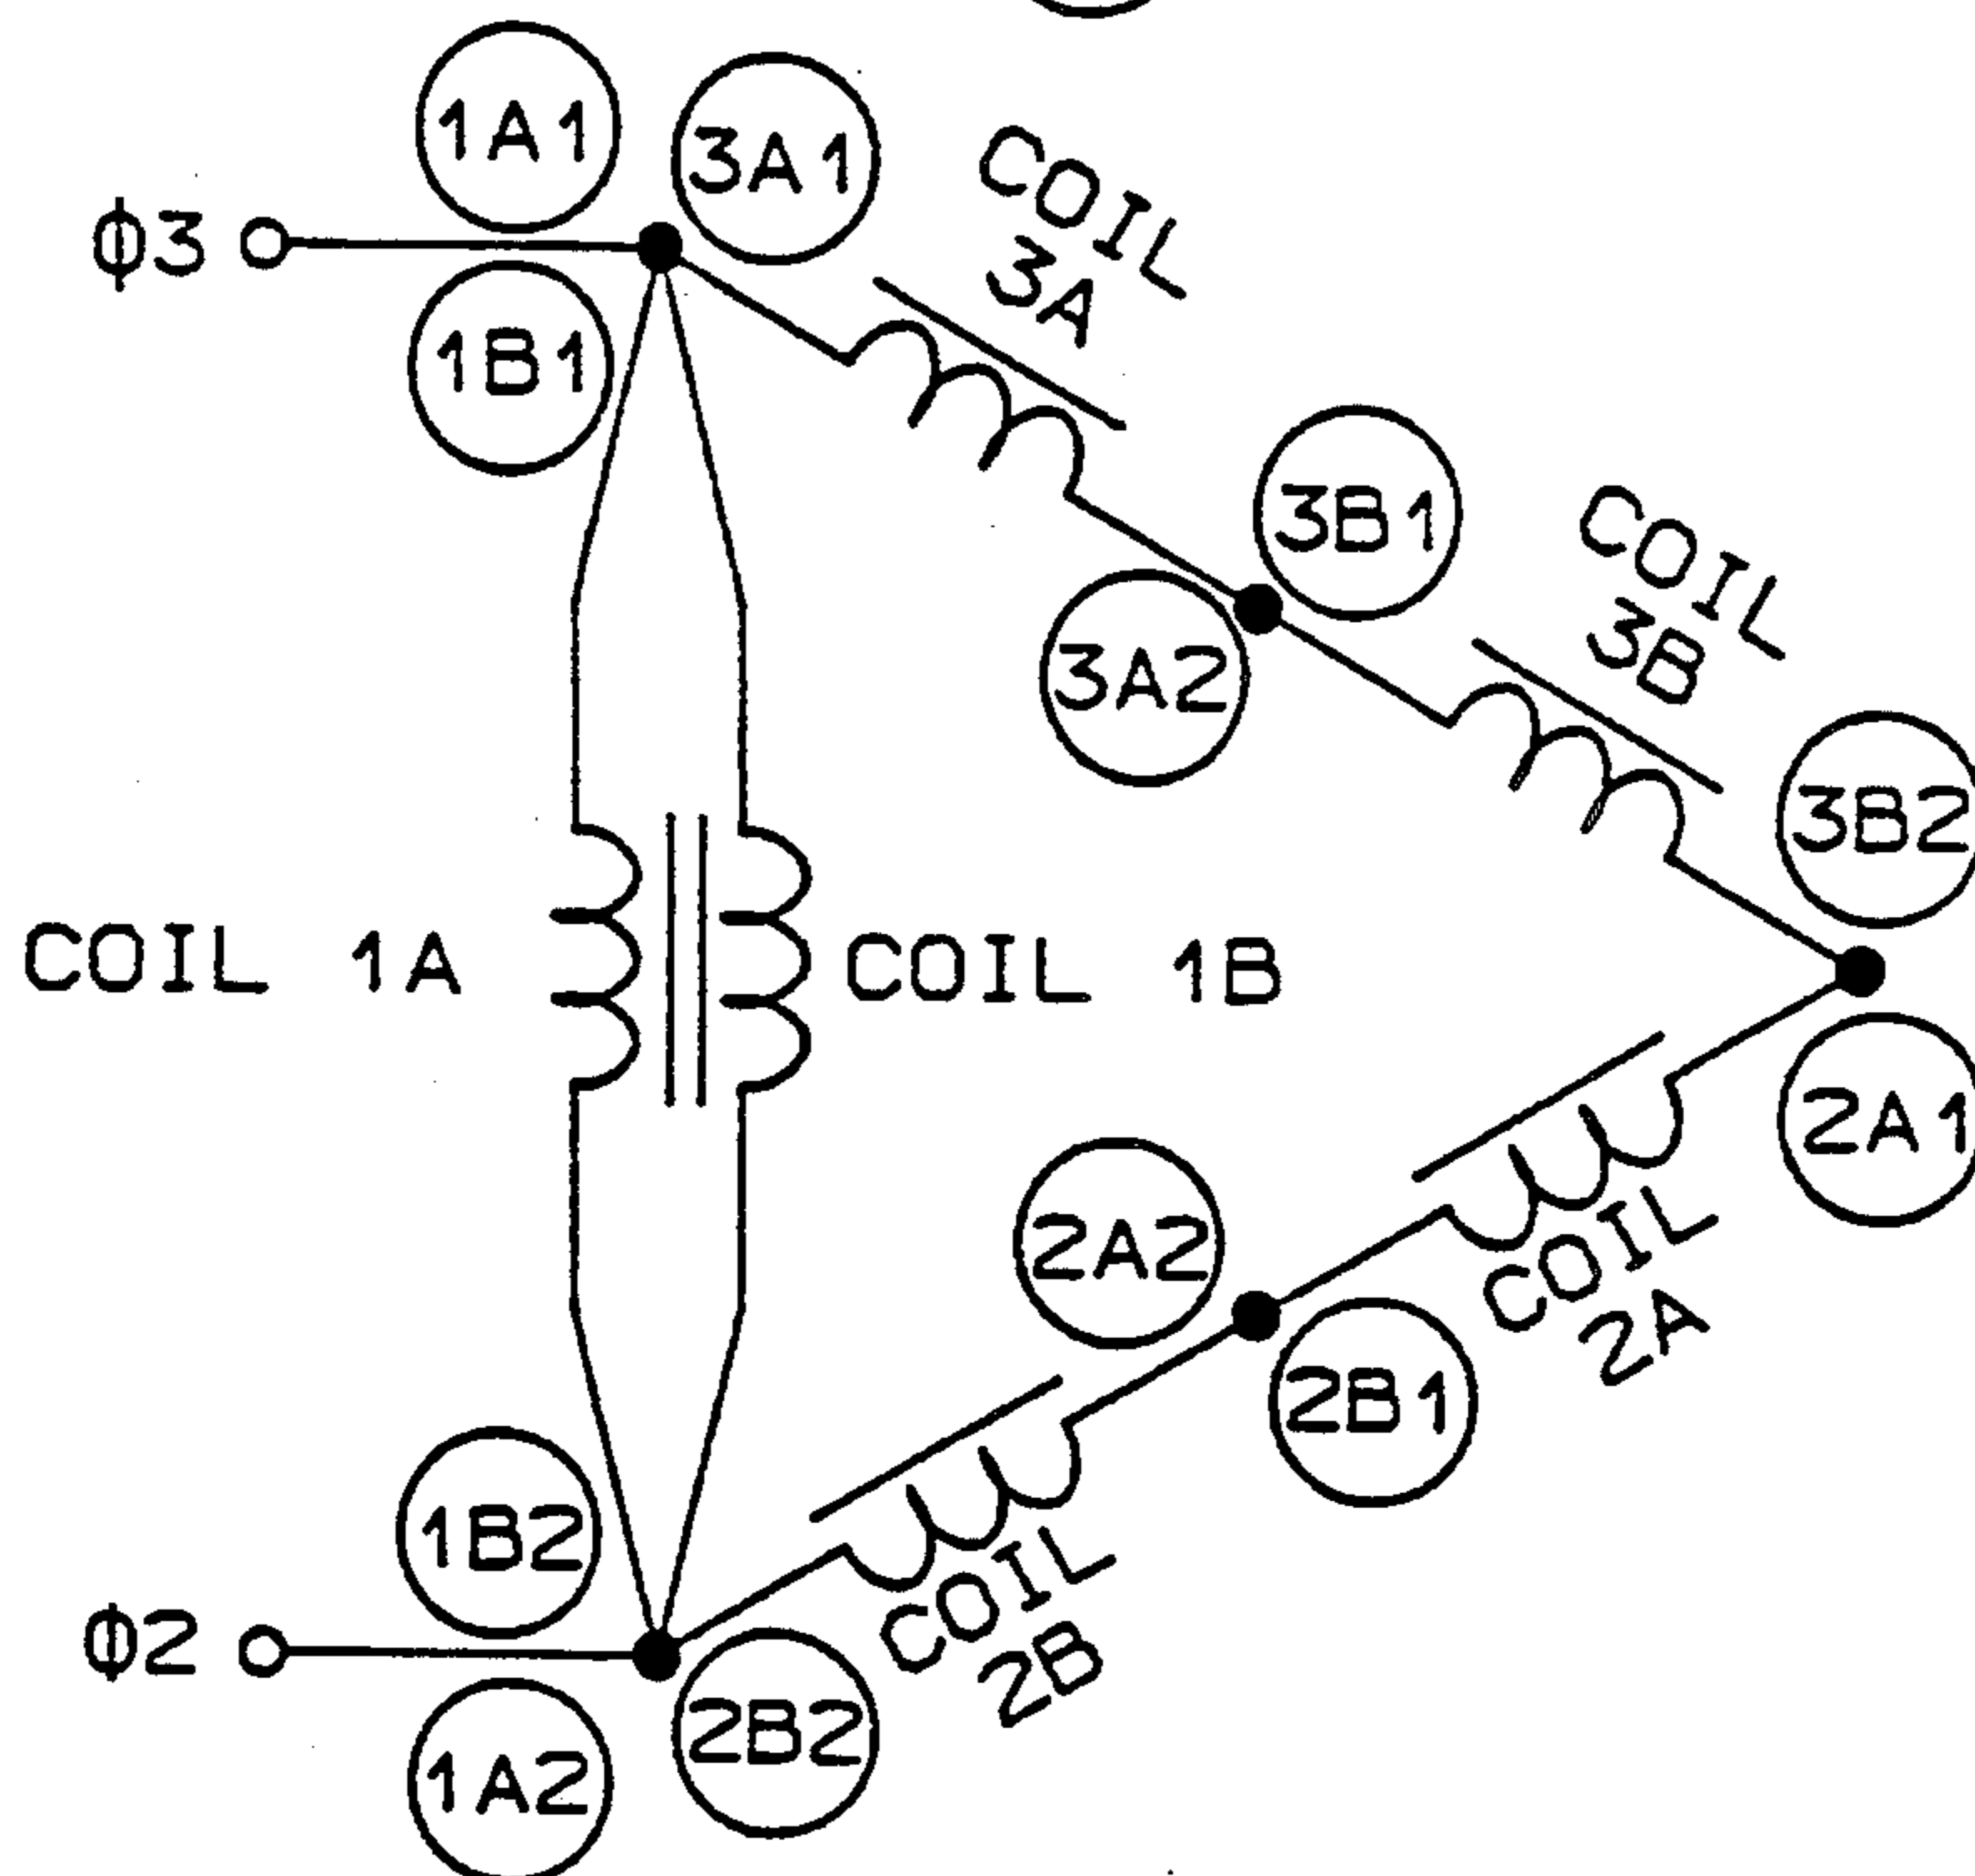 1A1
3A1
COIL
3A
ϕ3
1B1
3B1
COIL
3B
3A2
3B2
COIL 1A
COIL 1B
2A1
2A2
COIL
2A
2B1
1B2
COIL
2B
ϕ2
2B2
1A2